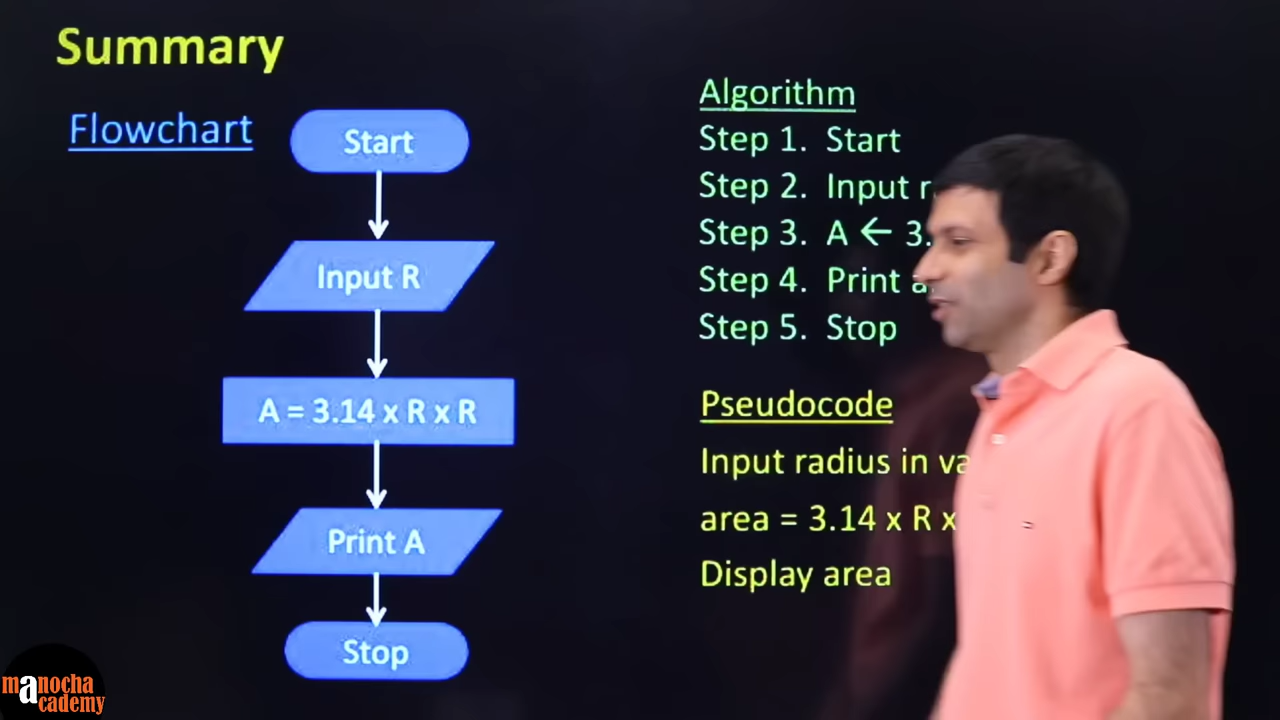 Summary
Flowchart
Start
Input R
A = 3.14 x R x R
Print A
Stop
Algorithm
Step 1. Start
Step 2. Input
Step 3. A ← 3.
Step 4. Print
Step 5. Stop
Pseudocode
Input radius in
area = 3.14 x R x
Display area
manocha
academy